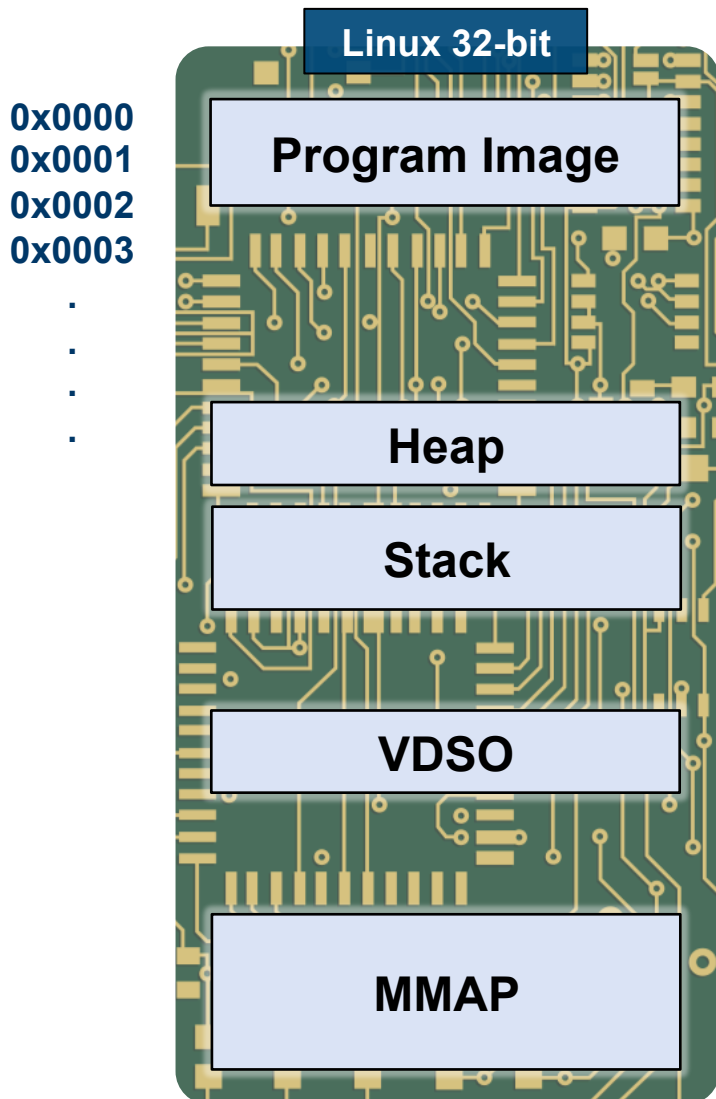 Linux 32-bit
0x0000
0x0001
0x0002
0x0003
.
.
.
.
Program Image
Heap
Stack
VDSO
MMAP